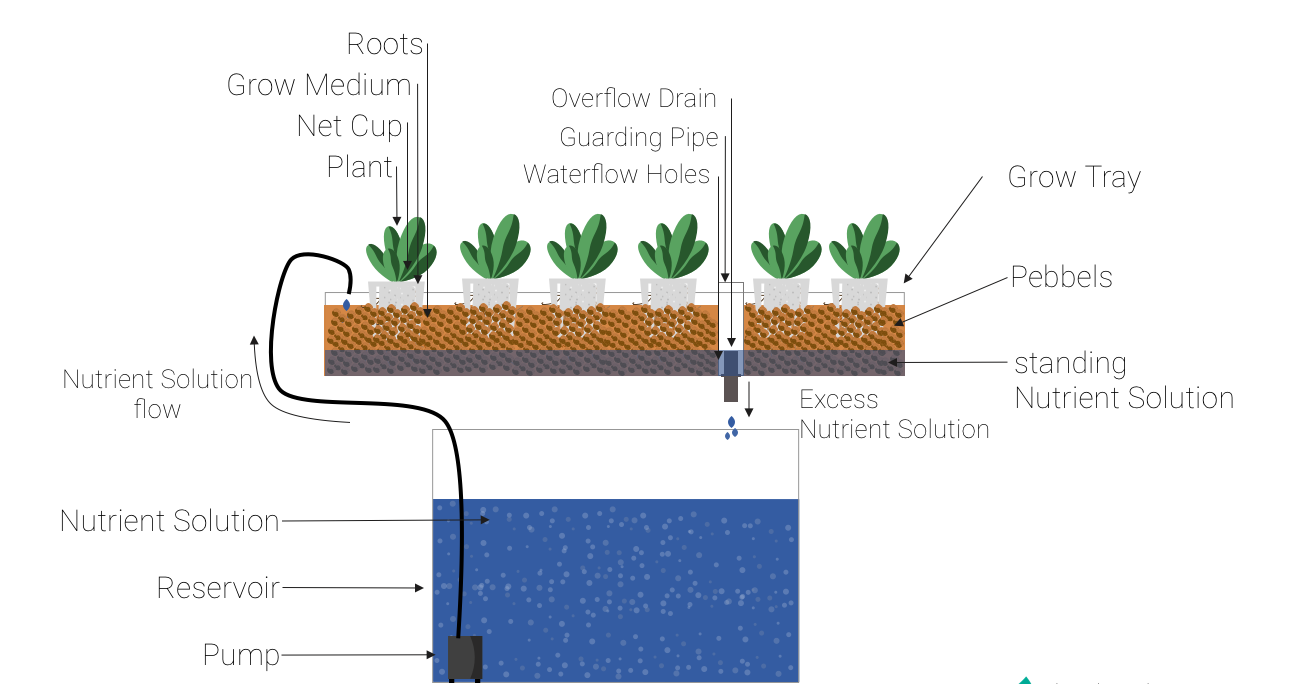 Roots
Grow Medium
Net Cup
Plant
Overflow Drain
Guarding Pipe
Waterflow Holes
Grow Tray
Pebbels
standing
Nutrient Solution
Nutrient Solution
flow
Excess
Nutrient Solution
Nutrient Solution
Reservoir
Pump